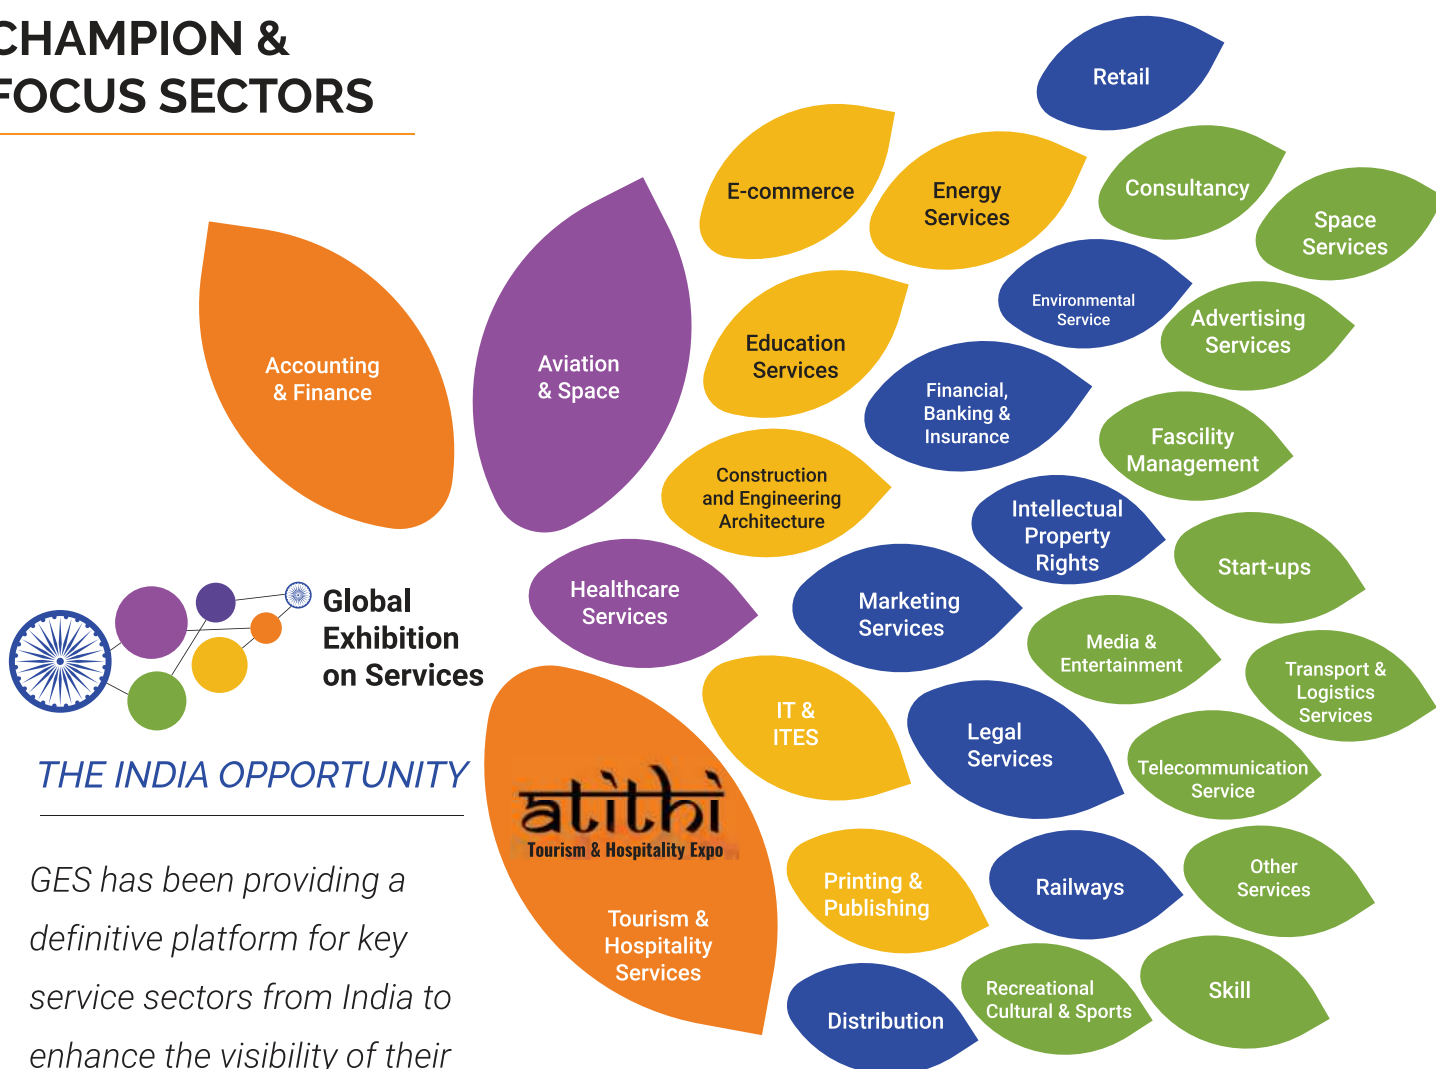 CHAMPION &
FOCUS SECTORS
Retail
E-commerce
Energy
Services
Consultancy
Space
Services
Accounting
& Finance
Aviation
& Space
Education
Services
Environmental
Service
Advertising
Services
Financial,
Banking &
Insurance
Fascility
Management
Construction
and Engineering
Architecture
Intellectual
Property
Rights
Start-ups
Healthcare
Services
Marketing
Services
Media &
Entertainment
Transport &
Logistics
Services
Global
Exhibition
on Services
IT &
ITES
Legal
Services
Telecommunication
Service
THE INDIA OPPORTUNITY
atithi
Tourism & Hospitality Expo
Tourism &
Hospitality
Services
Printing &
Publishing
Railways
Other
Services
Distribution
Recreational
Cultural & Sports
Skill
GES has been providing a
definitive platform for key
service sectors from India to
enhance the visibility of their